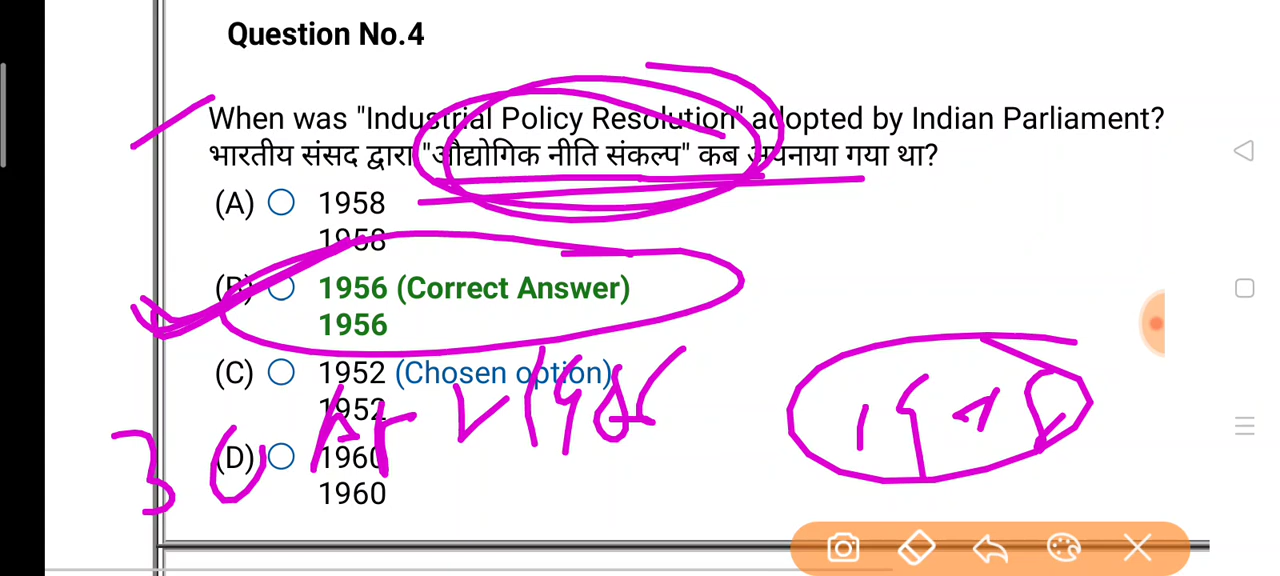 Question No.4
When was "Industrial Policy Resolution" adopted by Indian Parliament?
भारतीय संसद द्वारा "औद्योगिक नीति संकल्प" कब अपनाया गया था?
(A) 1958
1958
(B) 1956 (Correct Answer)
1956
(C) 1952 (Chosen option)
1952
(D) 1960
1960